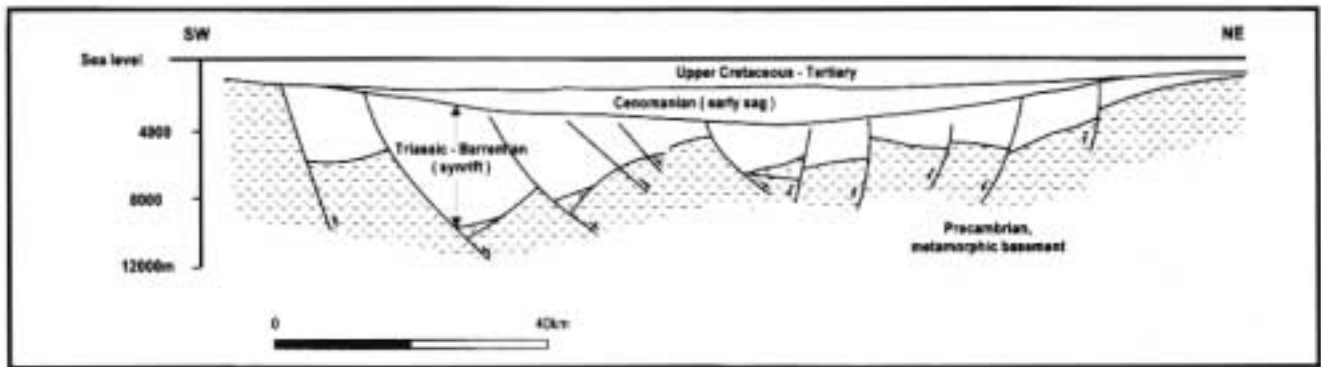 SW
NE
Sea level
Upper Cretaceous - Tertiary
Cenomanian ( early sag )
4000
Triassic - Barremian
( synrift )
8000
Precambrian,
metamorphic basement
12000m
0
40km